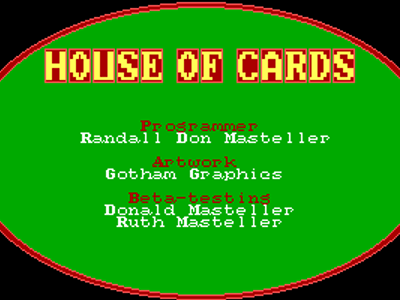 HOUSE OF CARDS
Programmer
Randall Don Masteller
Artwork
Gotham Graphics
Beta-testing
Donald Masteller
Ruth Masteller